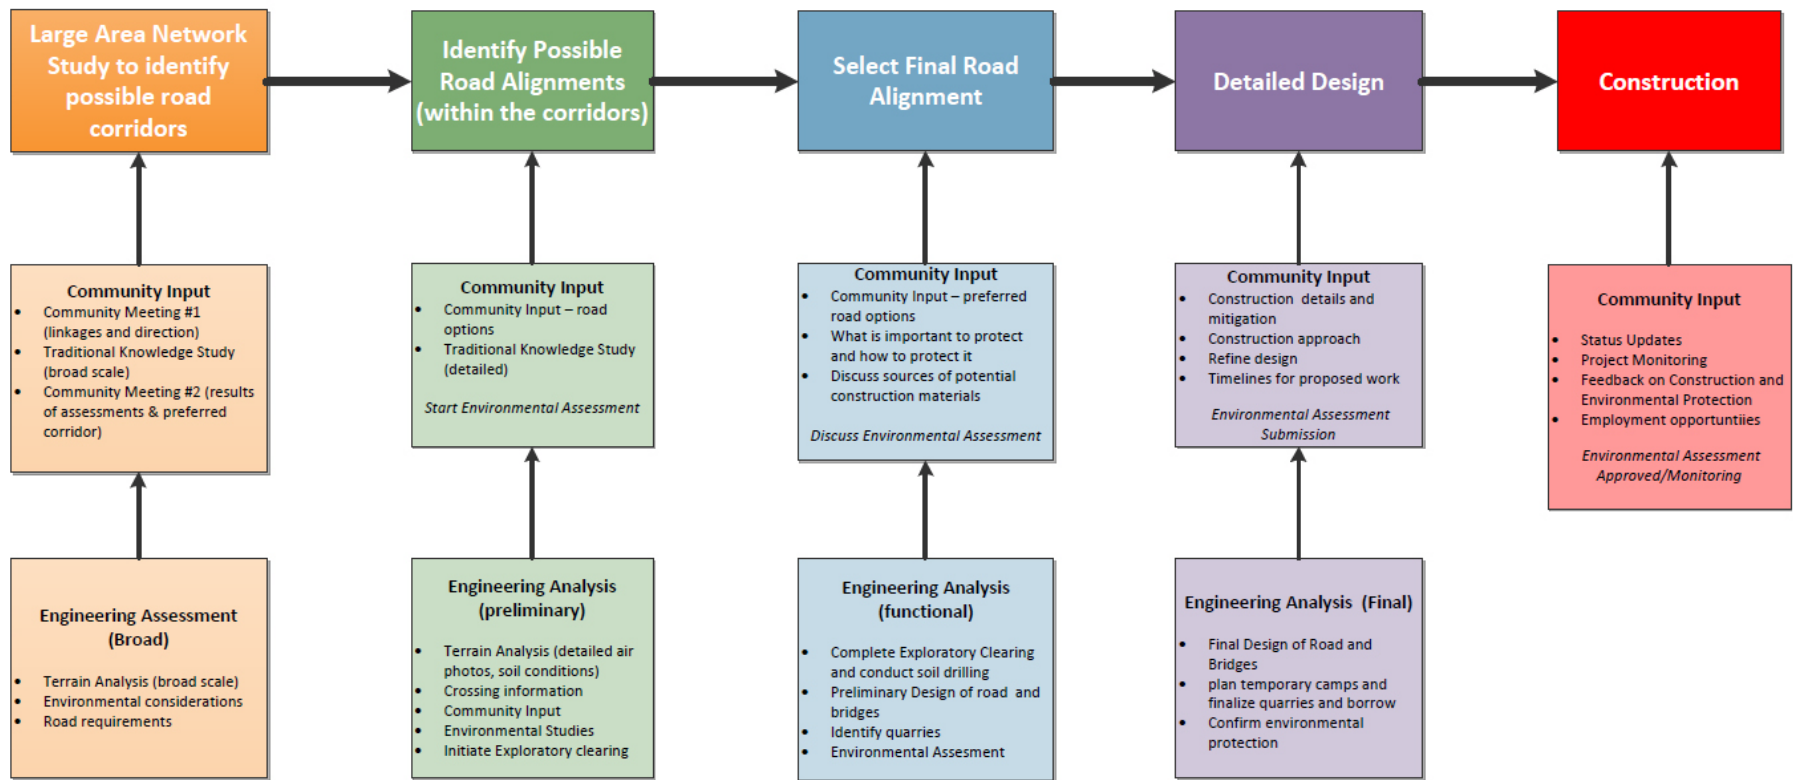 Large Area Network
Study to identify
possible road
corridors
Identify Possible
Road Alignments
(within the corridors)
Select Final Road
Alignment
Detailed Design
Construction
Community Input
• Community Meeting #1
(linkages and direction)
• Traditional Knowledge Study
(broad scale)
• Community Meeting #2 (results
of assessments & preferred
corridor)
Community Input
• Community Input – road
options
• Traditional Knowledge Study
(detailed)
Start Environmental Assessment
Community Input
• Community Input – preferred
road options
• What is important to protect
and how to protect it
• Discuss sources of potential
construction materials
Discuss Environmental Assessment
Community Input
• Construction details and
mitigation
• Construction approach
• Refine design
• Timelines for proposed work
Environmental Assessment
Submission
Community Input
• Status Updates
• Project Monitoring
• Feedback on Construction and
Environmental Protection
• Employment opportuntiies
Environmental Assessment
Approved/Monitoring
Engineering Assessment
(Broad)
• Terrain Analysis (broad scale)
• Environmental considerations
• Road requirements
Engineering Analysis
(preliminary)
• Terrain Analysis (detailed air
photos, soil conditions)
• Crossing information
• Community Input
• Environmental Studies
• Initiate Exploratory clearing
Engineering Analysis
(functional)
• Complete Exploratory Clearing
and conduct soil drilling
• Preliminary Design of road and
bridges
• Identify quarries
• Environmental Assesment
Engineering Analysis (Final)
• Final Design of Road and
Bridges
• plan temporary camps and
finalize quarries and borrow
• Confirm environmental
protection